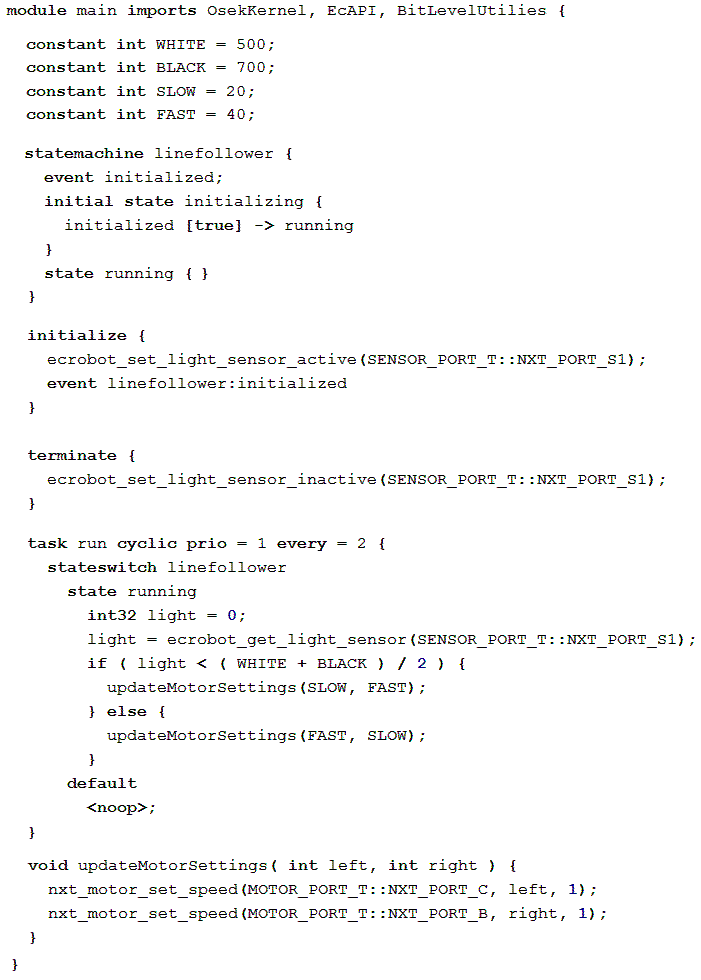 module main imports OsekKernel, EcAPI, BitLevelUtilies {
constant int WHITE = 500;
constant int BLACK = 700;
constant int SLOW = 20;
constant int FAST = 40;
statemachine linefollower {
event initialized;
initial state initializing {
initialized [true] -> running
}
state running { }
}
initialize {
ecrobot_set_light_sensor_active(SENSOR_PORT_T::NXT_PORT_S1);
event linefollower:initialized
}
terminate {
ecrobot_set_light_sensor_inactive(SENSOR_PORT_T::NXT_PORT_S1);
}
task run cyclic prio = 1 every = 2 {
stateswitch linefollower
state running
int32 light = 0;
light = ecrobot_get_light_sensor(SENSOR_PORT_T::NXT_PORT_S1);
if ( light < ( WHITE + BLACK ) / 2 ) {
updateMotorSettings(SLOW, FAST);
} else {
updateMotorSettings(FAST, SLOW);
}
default
<noop>;
}
void updateMotorSettings( int left, int right ) {
nxt_motor_set_speed(MOTOR_PORT_T::NXT_PORT_C, left, 1);
nxt_motor_set_speed(MOTOR_PORT_T::NXT_PORT_B, right, 1);
}
}